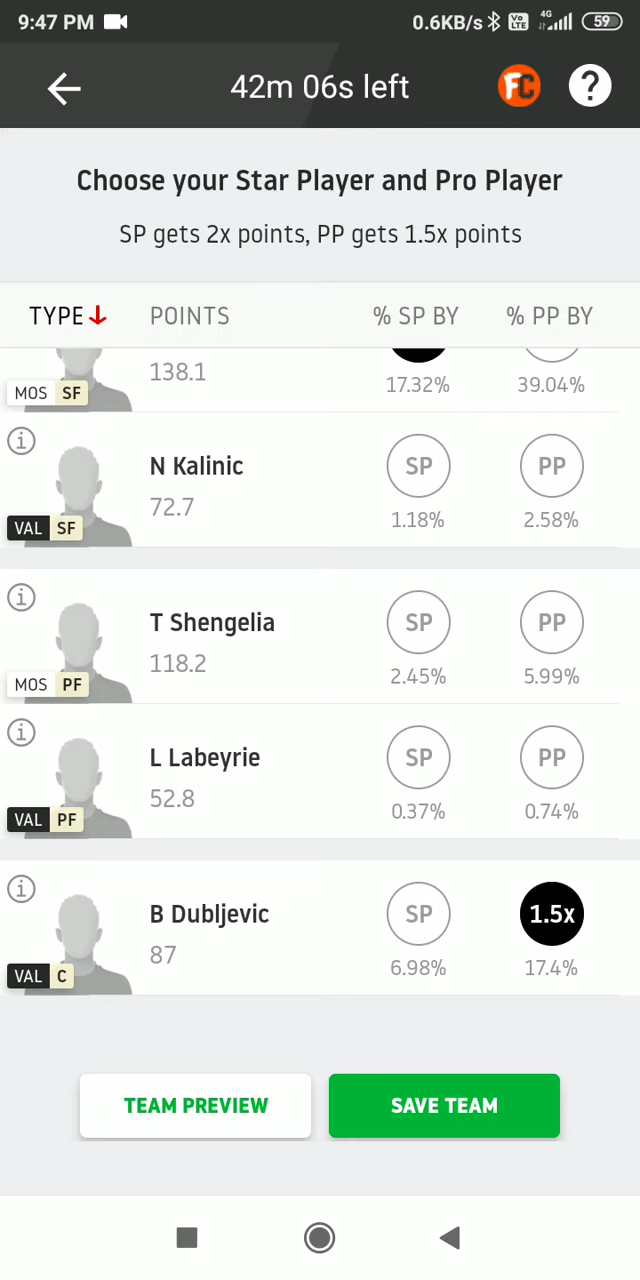 9:47 PM 0.6KB/s Vo LTE 4G 59
42m 06s left FC ?
Choose your Star Player and Pro Player
SP gets 2x points, PP gets 1.5x points
TYPE POINTS % SP BY % PP BY
138.1
MOS SF 17.32% 39.04%
i
N Kalinic SP PP
72.7
VAL SF 1.18% 2.58%
i
T Shengelia SP PP
118.2
MOS PF 2.45% 5.99%
i
L Labeyrie SP PP
52.8
VAL PF 0.37% 0.74%
i
B Dubljevic SP 1.5x
87
VAL C 6.98% 17.4%
TEAM PREVIEW SAVE TEAM